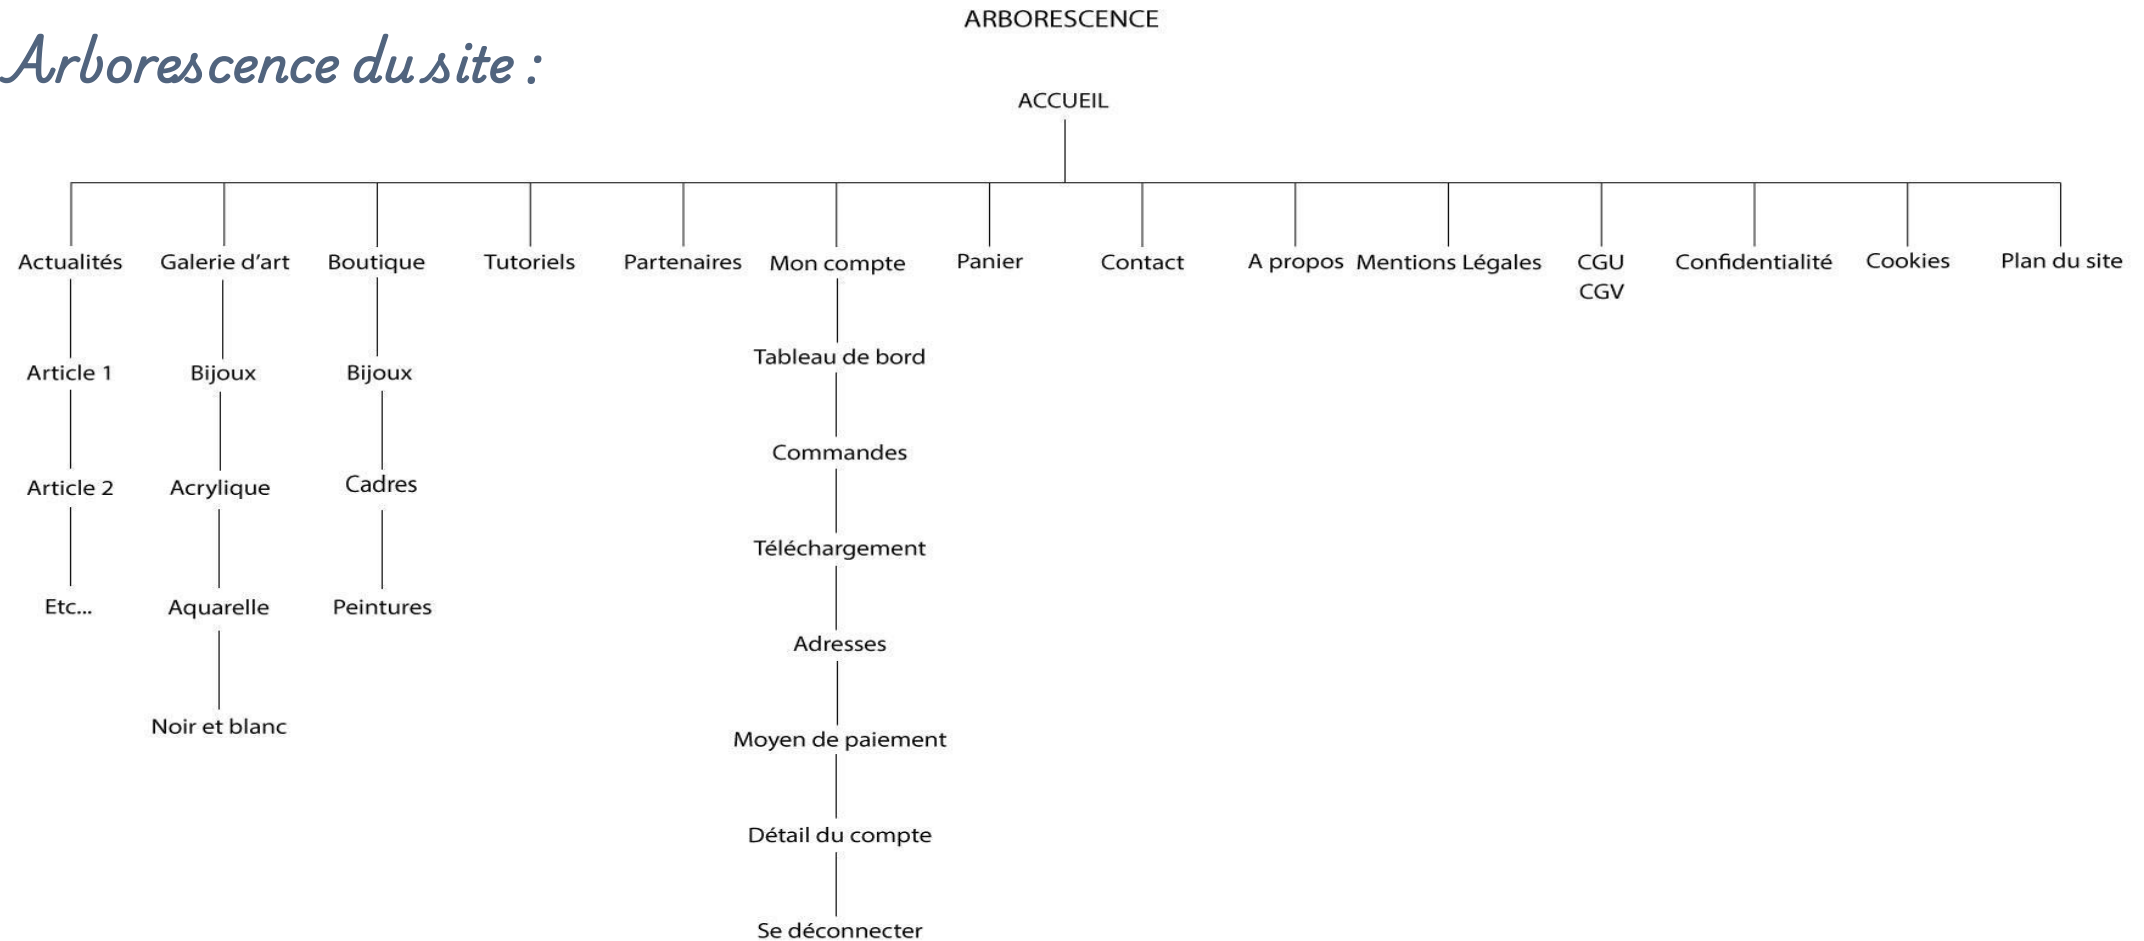 ARBORESCENCE
Arborescence du site :
ACCUEIL
Actualités
Galerie d'art
Boutique
Tutoriels
Partenaires
Mon compte
Panier
Contact
A propos
Mentions Légales
CGU
CGV
Confidentialité
Cookies
Plan du site
Article 1
Article 2
Etc...
Bijoux
Acrylique
Aquarelle
Noir et blanc
Bijoux
Cadres
Peintures
Tableau de bord
Commandes
Téléchargement
Adresses
Moyen de paiement
Détail du compte
Se déconnecter